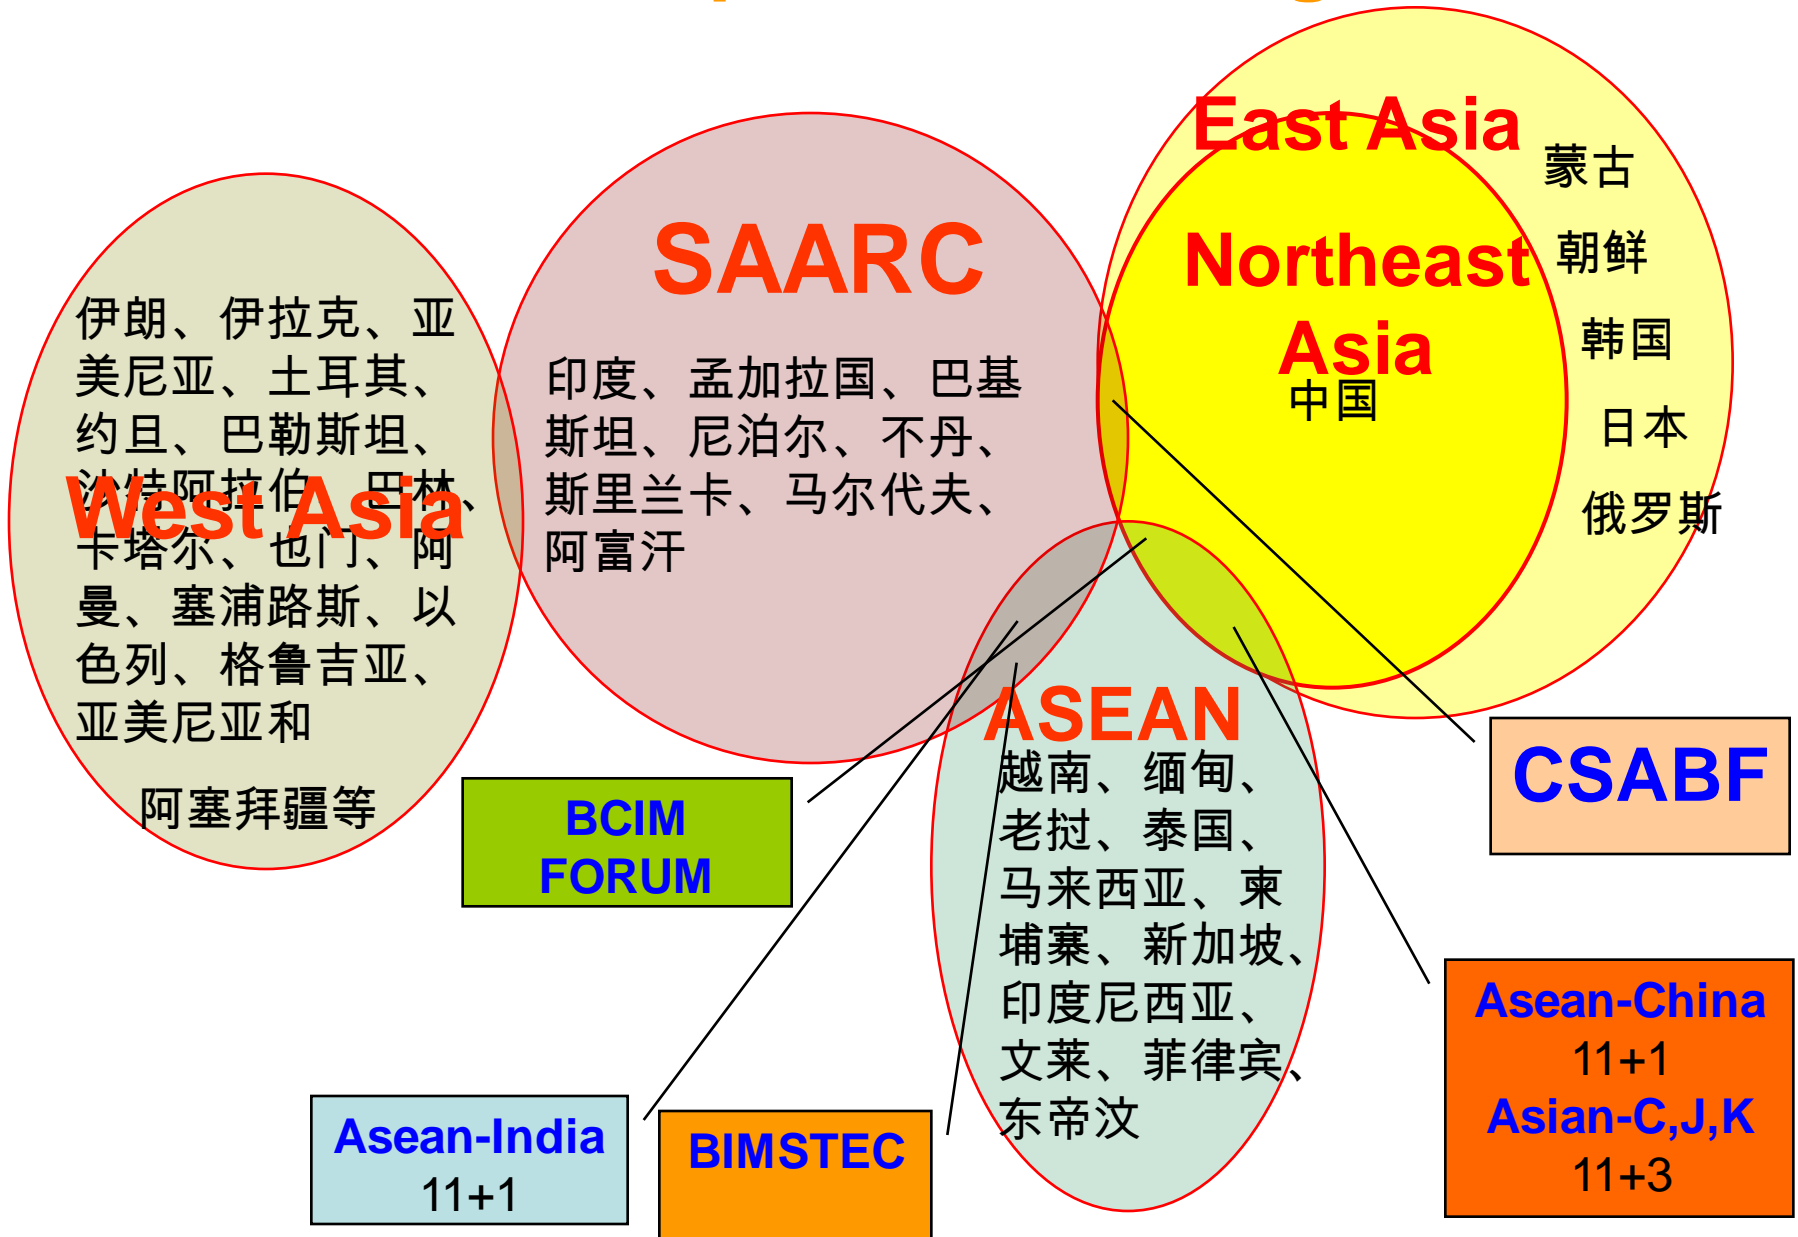 East Asia
蒙古
Northeast
Asia
朝鲜
韩国
中国
日本
俄罗斯
SAARC
印度、孟加拉国、巴基
斯坦、尼泊尔、不丹、
斯里兰卡、马尔代夫、
阿富汗
伊朗、伊拉克、亚
美尼亚、土耳其、
约旦、巴勒斯坦、
沙特阿拉伯、巴林、
卡塔尔、也门、阿
曼、塞浦路斯、以
色列、格鲁吉亚、
亚美尼亚和
阿塞拜疆等
West Asia
ASEAN
越南、缅甸、
老挝、泰国、
马来西亚、柬
埔寨、新加坡、
印度尼西亚、
文莱、菲律宾、
东帝汶
CSABF
BCIM
FORUM
Asean-China
11+1
Asian-C,J,K
11+3
Asean-India
11+1
BIMSTEC